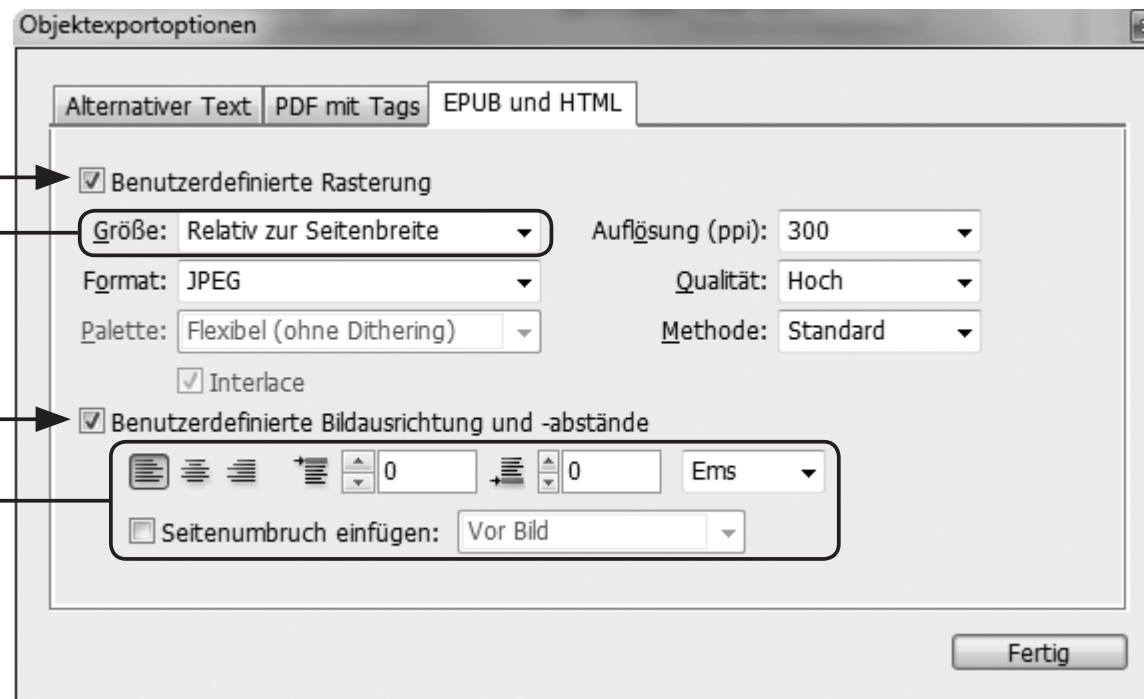 Objektexportoptionen
Alternativer Text PDF mit Tags EPUB und HTML
Benutzerdefinierte Rasterung
Größe: Relativ zur Seitenbreite Auflösung (ppi): 300
Format: JPEG Qualität: Hoch
Palette: Flexibel (ohne Dithering) Methode: Standard
Interlace
Benutzerdefinierte Bildausrichtung und -abstände
0 0 Ems
Seitenumbruch einfügen: Vor Bild
Fertig